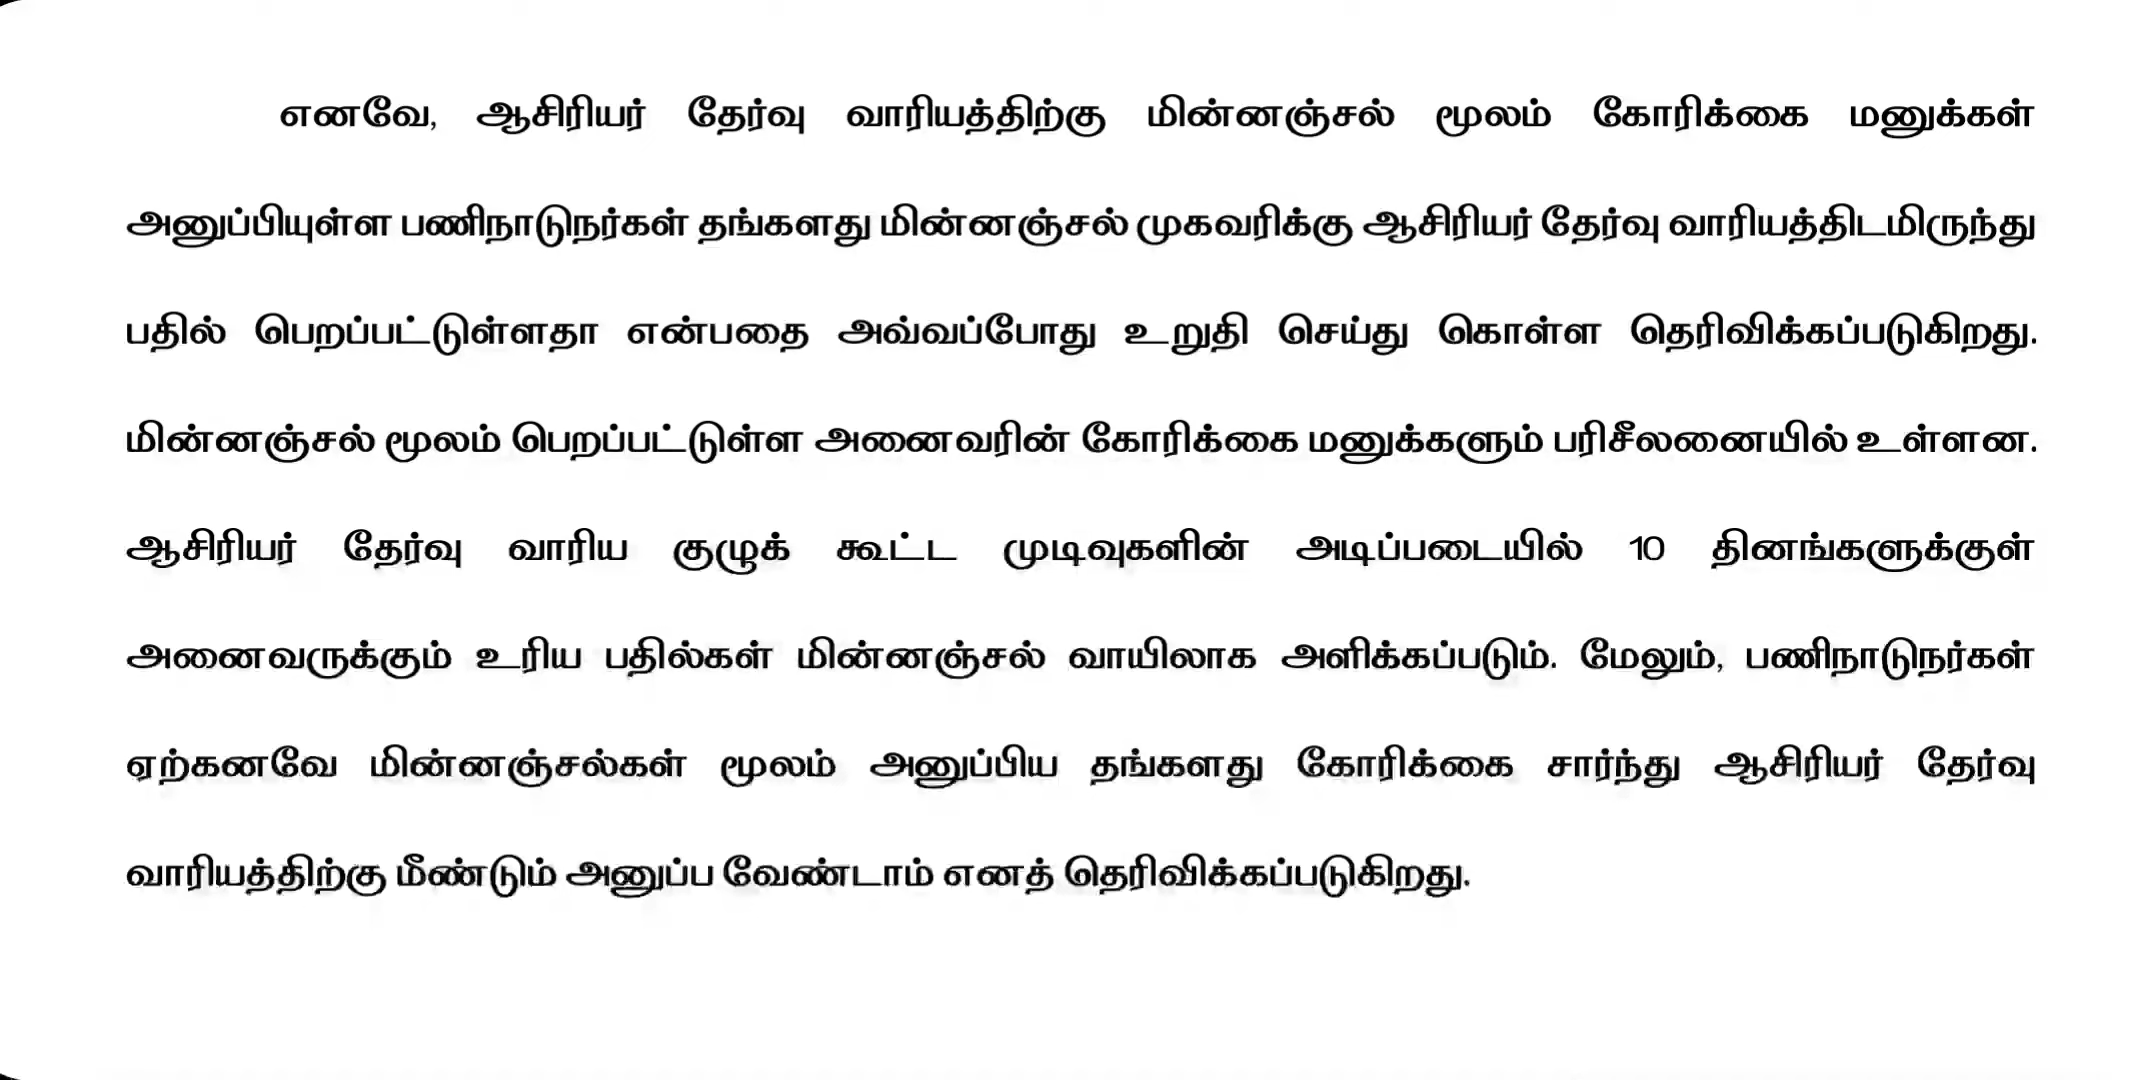 எனவே, ஆசிரியர் தேர்வு வாரியத்திற்கு மின்னஞ்சல் மூலம் கோரிக்கை மனுக்கள்
அனுப்பியுள்ள பணிநாடுநர்கள் தங்களது மின்னஞ்சல் முகவரிக்கு ஆசிரியர் தேர்வு வாரியத்திடமிருந்து
பதில் பெறப்பட்டுள்ளதா என்பதை அவ்வப்போது உறுதி செய்து கொள்ள தெரிவிக்கப்படுகிறது.
மின்னஞ்சல் மூலம் பெறப்பட்டுள்ள அனைவரின் கோரிக்கை மனுக்களும் பரிசீலனையில் உள்ளன.
ஆசிரியர் தேர்வு வாரிய குழுக் கூட்ட முடிவுகளின் அடிப்படையில் 10 தினங்களுக்குள்
அனைவருக்கும் உரிய பதில்கள் மின்னஞ்சல் வாயிலாக அளிக்கப்படும். மேலும், பணிநாடுநர்கள்
ஏற்கனவே மின்னஞ்சல்கள் மூலம் அனுப்பிய தங்களது கோரிக்கை சார்ந்து ஆசிரியர் தேர்வு
வாரியத்திற்கு மீண்டும் அனுப்ப வேண்டாம் எனத் தெரிவிக்கப்படுகிறது.